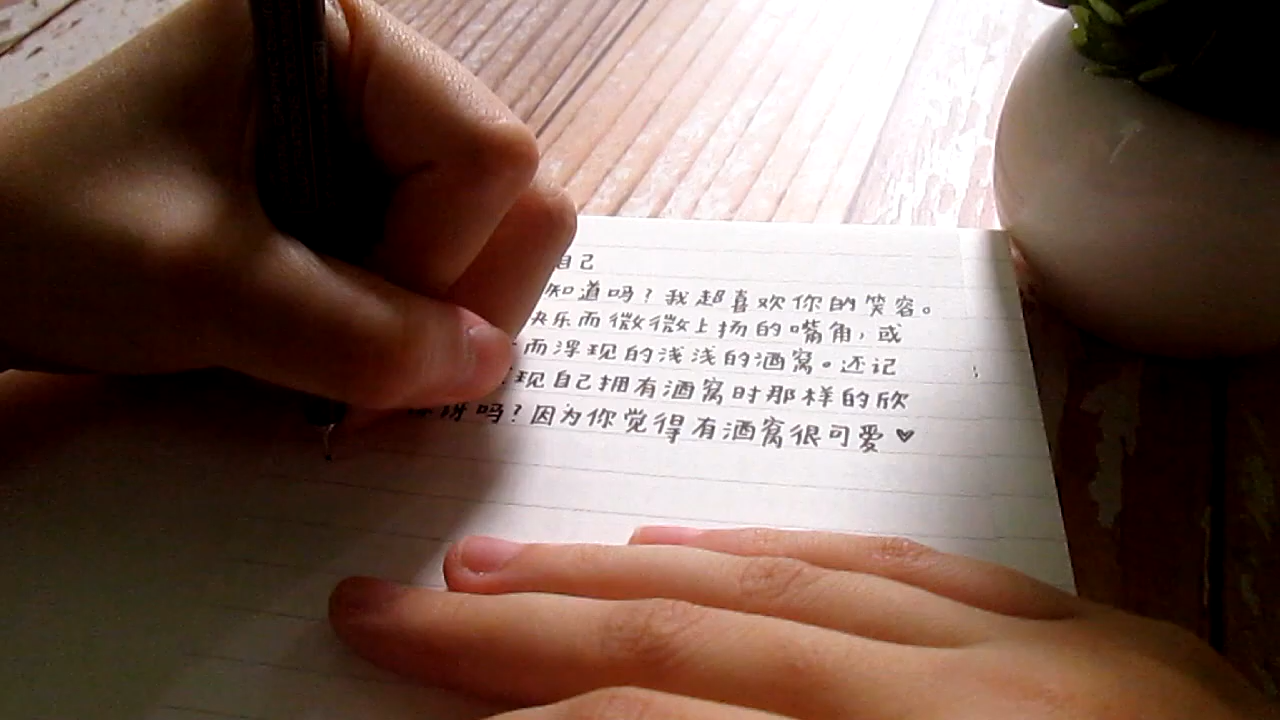 自己
知道吗？我超喜欢你的笑容。
快乐而微微上扬的嘴角，或
而浮现的浅浅的酒窝。还记
现自己拥有酒窝时那样的欣
呀吗？因为你觉得有酒窝很可爱♥